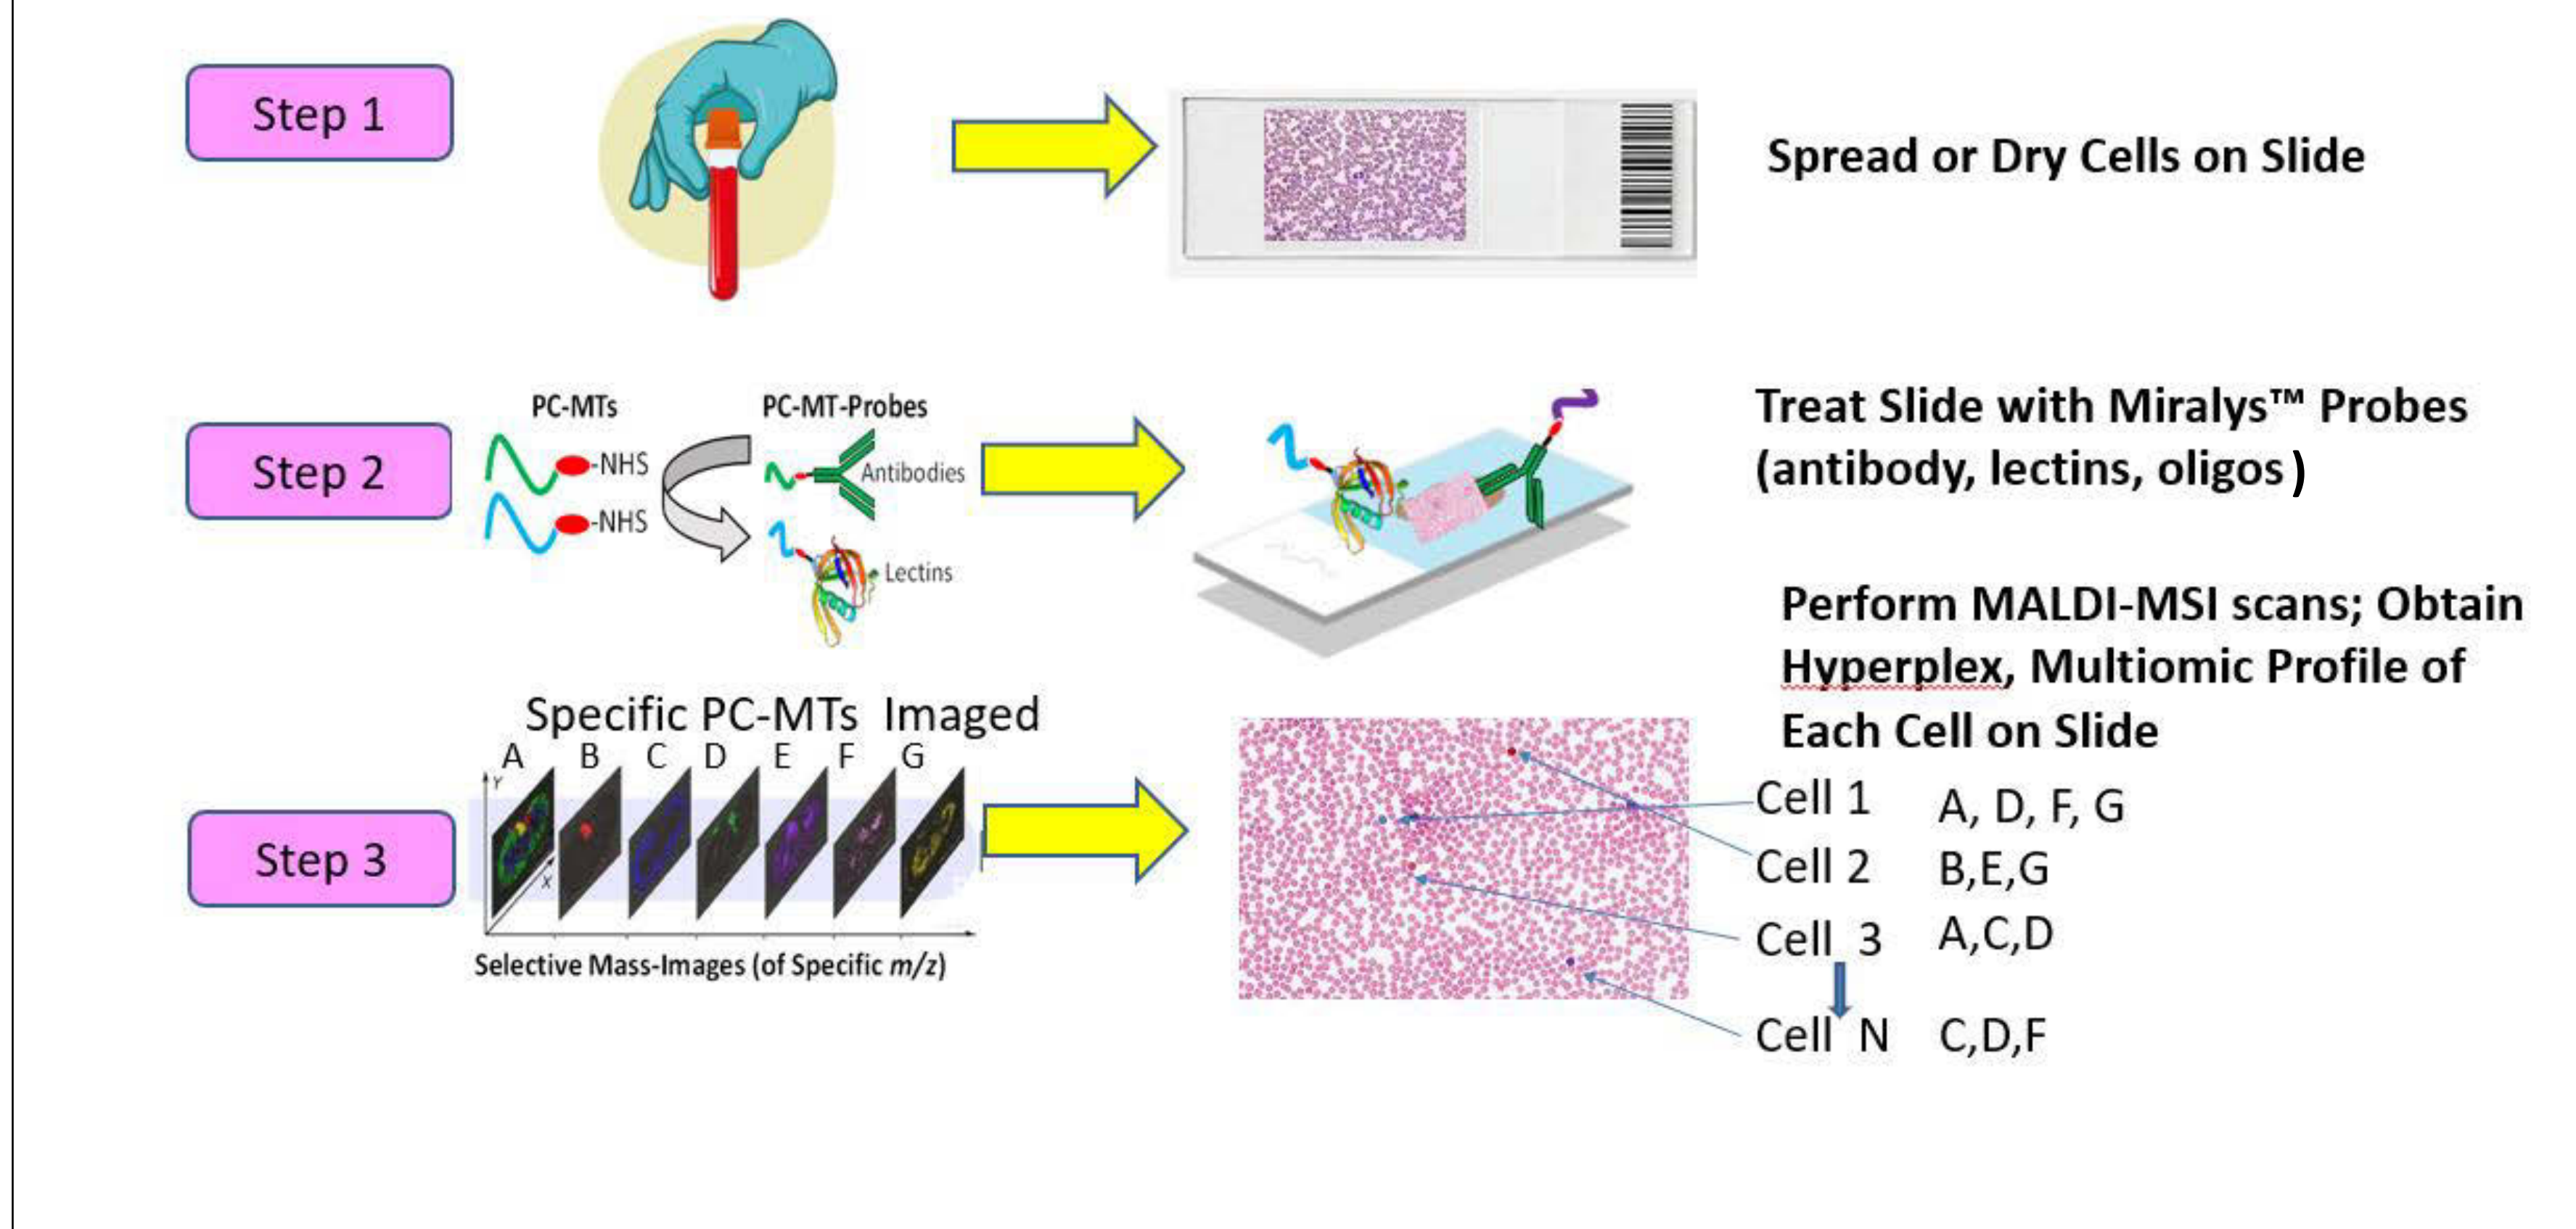 Step 1
Spread or Dry Cells on Slide
Step 2
PC-MTs
-NHS
-NHS
PC-MT-Probes
Antibodies
Lectins
Treat Slide with Miralys™ Probes
(antibody, lectins, oligos )
Perform MALDI-MSI scans; Obtain
Hyperplex, Multiomic Profile of
Each Cell on Slide
Step 3
Specific PC-MTs Imaged
A B C D E F G
Y
X
Selective Mass-Images (of Specific m/z)
Cell 1 A, D, F, G
Cell 2 B,E,G
Cell 3 A,C,D
Cell N C,D,F